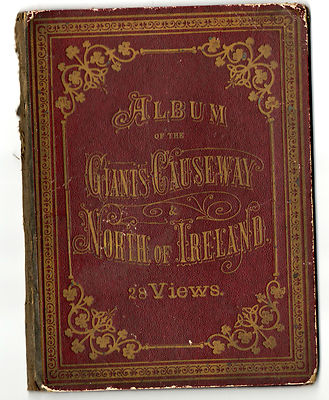 ALBUM
OF THE
GIANTS CAUSEWAY
&
NORTH OF IRELAND.
28 VIEWS.